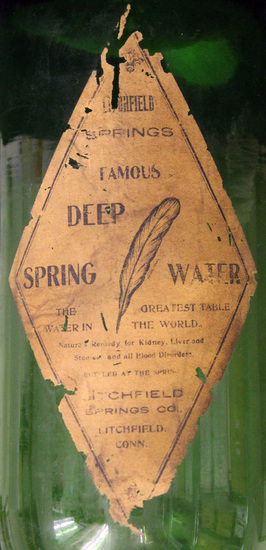 LITCHFIELD
SPRINGS
FAMOUS
DEEP
SPRING WATER
THE GREATEST TABLE
WATER IN THE WORLD.
Nature's Remedy for Kidney, Liver and
Stomach and all Blood Disorders.
BOTTLED AT THE SPRING
LITCHFIELD
SPRINGS CO.
LITCHFIELD,
CONN.